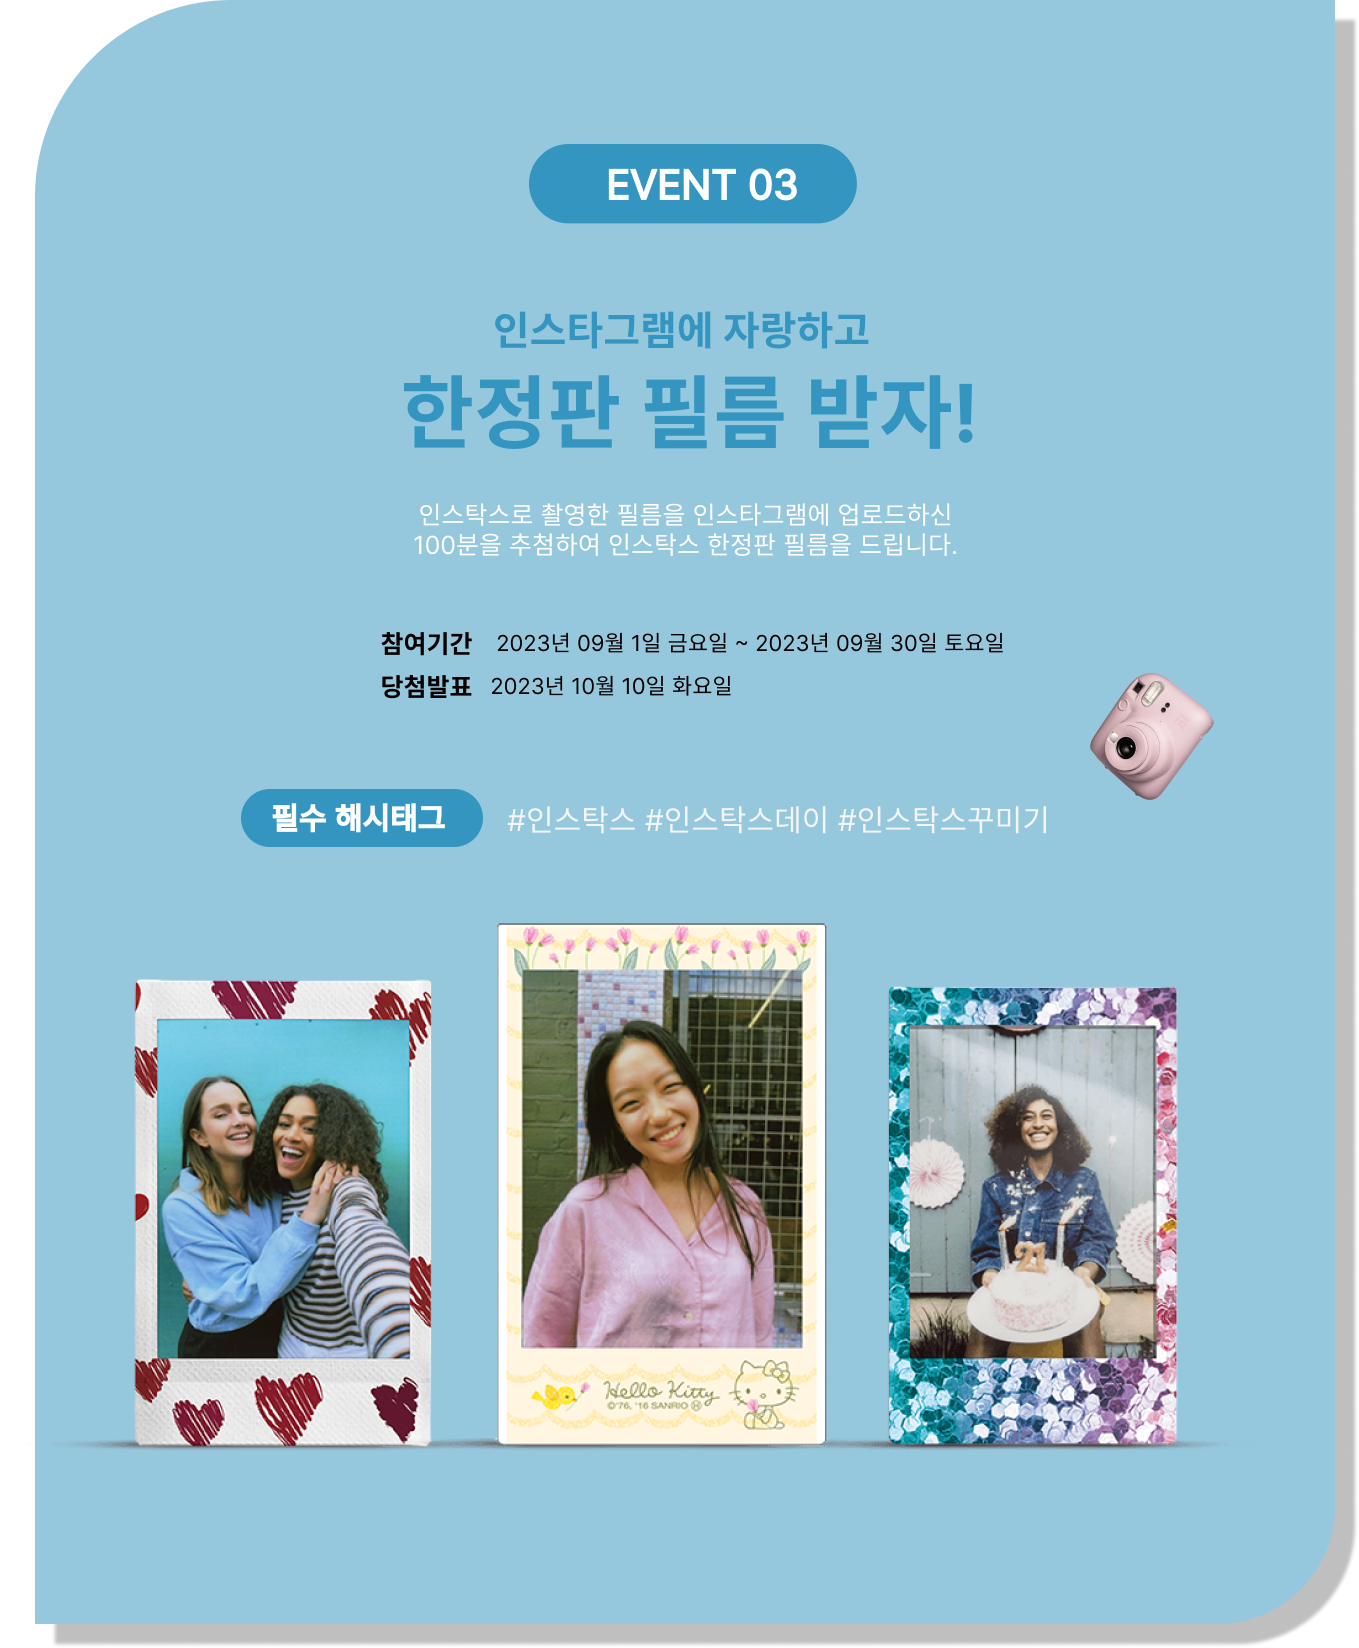 EVENT 03
인스타그램에 자랑하고
한정판 필름 받자!
인스탁스로 촬영한 필름을 인스타그램에 업로드하신
100분을 추첨하여 인스탁스 한정판 필름을 드립니다.
참여기간 2023년 09월 1일 금요일 ~ 2023년 09월 30일 토요일
당첨발표 2023년 10월 10일 화요일
필수 해시태그 #인스탁스 #인스탁스데이 #인스탁스꾸미기
21
Hello Kitty
©'76, '16 SANRIO Ⓗ